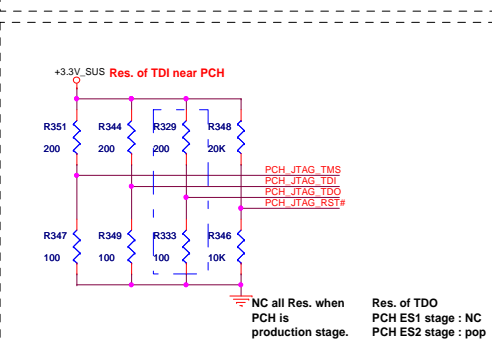 +3.3V_SUS Res. of TDI near PCH
R351 R344 R329 R348
200 200 200 20K
PCH_JTAG_TMS
PCH_JTAG_TDI
PCH_JTAG_TDO
PCH_JTAG_RST#
R347 R349 R333 R346
100 100 100 10K
NC all Res. when
PCH is
production stage.
Res. of TDO
PCH ES1 stage : NC
PCH ES2 stage : pop